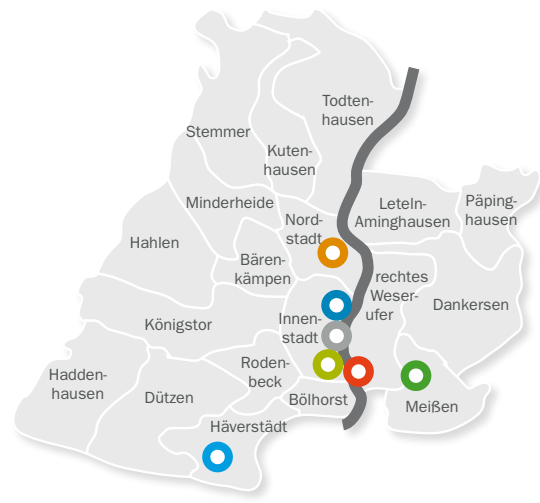 Todten-
hausen
Stemmer
Kuten-
hausen
Minderheide
Leteln-
Aminghausen
Päping-
hausen
Nord-
stadt
Hahlen
Bären-
kämpen
rechtes
Weser-
ufer
Dankersen
Königstor
Innen-
stadt
Hadden-
hausen
Dützen
Roden-
beck
Bölhorst
Meißen
Häverstädt